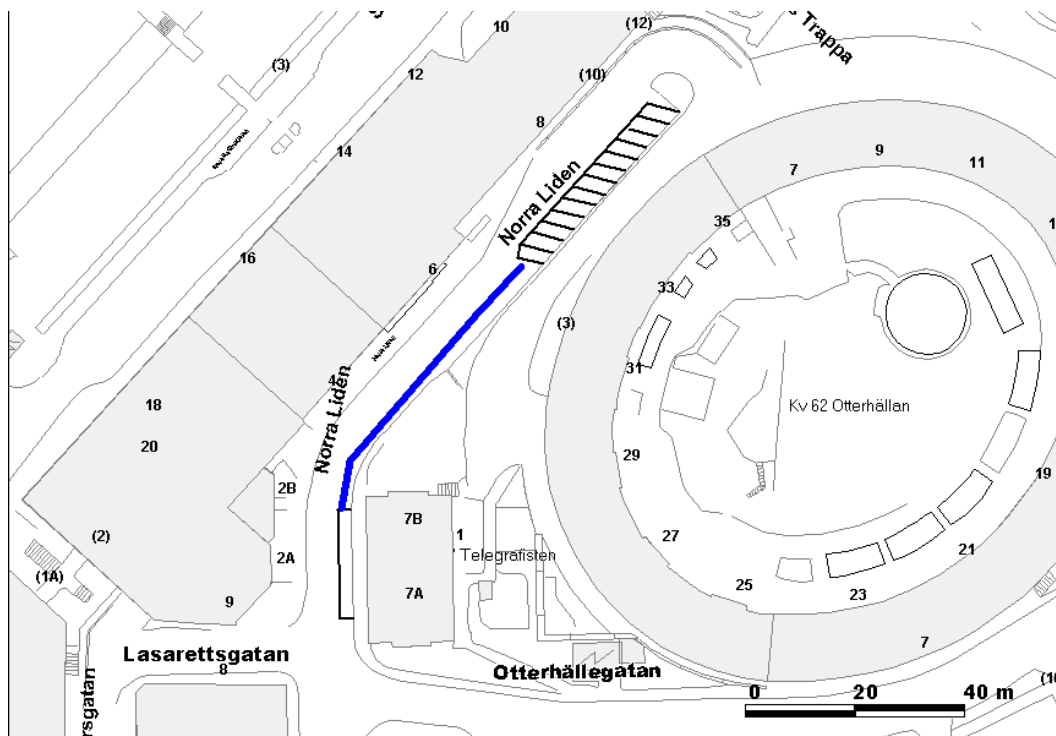 (12)
Trappa
10
(3)
12
(10)
8
14
9
7
11
Norra Liden
35
16
6
33
(3)
4
31
18
Kv 62 Otterhällan
20
Norra Liden
29
2B
19
7B
(2)
1
27
Telegrafisten
21
2A
(1A)
25
7A
23
9
7
Lasarettsgatan
8
Otterhällegatan
0 20 40 m
rsgatan